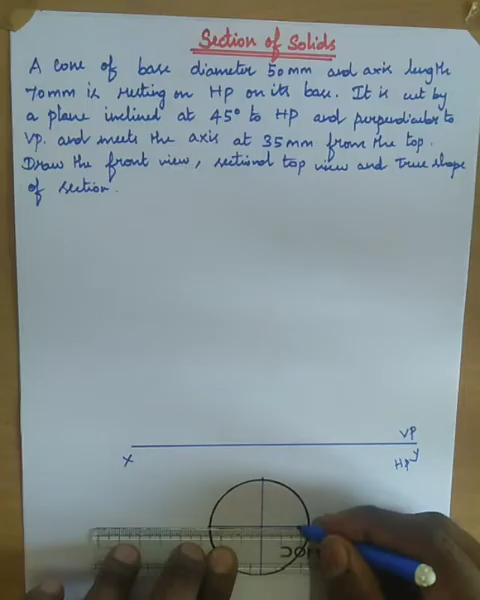 Section of Solids
A Cone of base diameter 50mm and axis length
70mm is resting on HP on its base. It is cut by
a plane inclined at 45° to HP and perpendicular to
VP. and meets the axis at 35mm from the top.
Draw the front view, sectional top view and True shape
of section.
VP
X
HP y